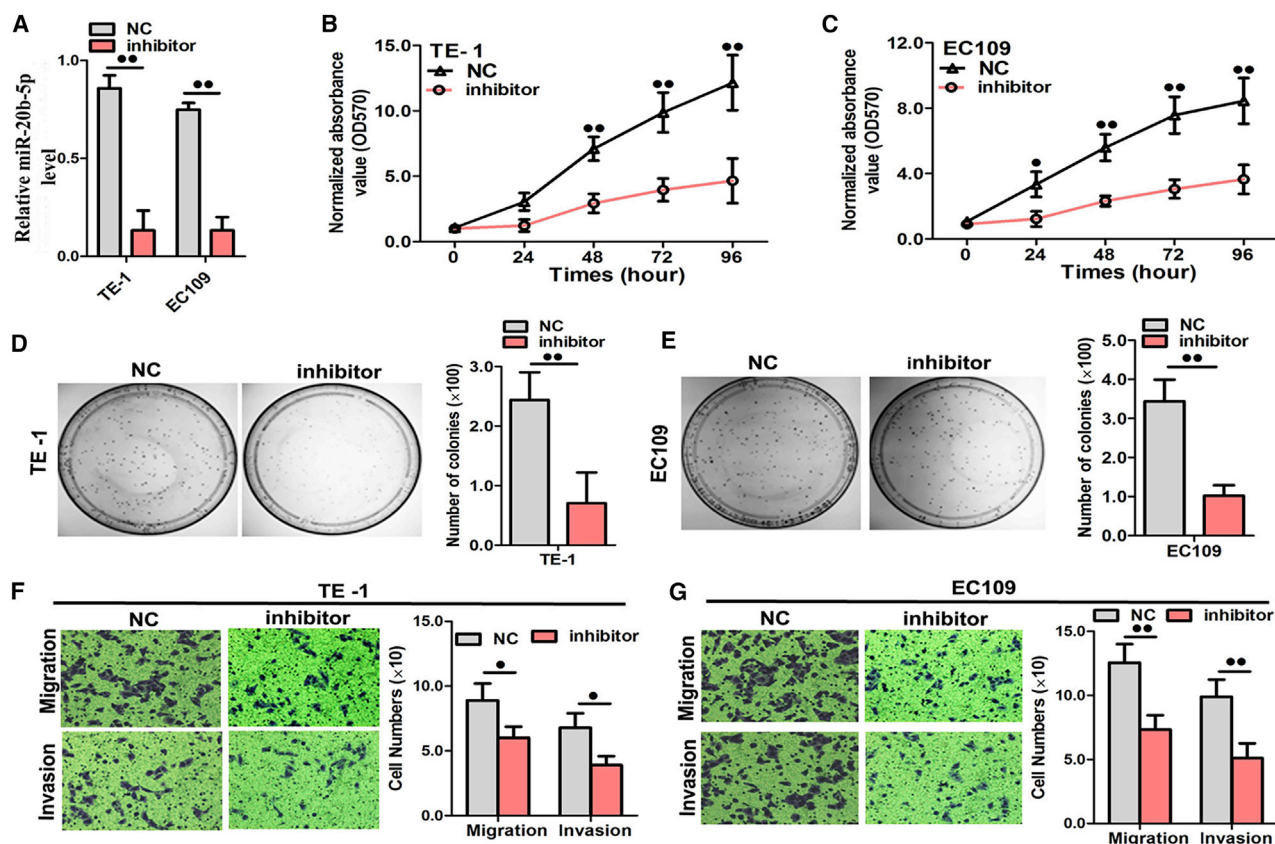 A
NC
inhibitor
●●
●●
1.0
0.5
0.0
Relative miR-20b-5p
level
TE-1
EC109
B
TE-1
NC
inhibitor
●●
●●
●●
15.0
10.0
5.0
0.0
Normalized absorbance
value (OD570)
0 24 48 72 96
Times (hour)
C
EC109
NC
inhibitor
●
●●
●●
●●
12.0
8.0
4.0
0.0
Normalized absorbance
value (OD570)
0 24 48 72 96
Times (hour)
D
NC inhibitor
TE -1
NC
inhibitor
●●
3.0
2.0
1.0
0.0
Number of colonies (×100)
TE-1
E
NC inhibitor
EC109
NC
inhibitor
●●
5.0
4.0
3.0
2.0
1.0
0.0
Number of colonies (×100)
EC109
F
TE -1
NC inhibitor
Migration
Invasion
NC inhibitor
●
●
15.0
10.0
5.0
0.0
Cell Numbers (×10)
Migration Invasion
G
EC109
NC inhibitor
Migration
Invasion
NC inhibitor
●●
●●
15.0
10.0
5.0
0.0
Cell Numbers (×10)
Migration Invasion